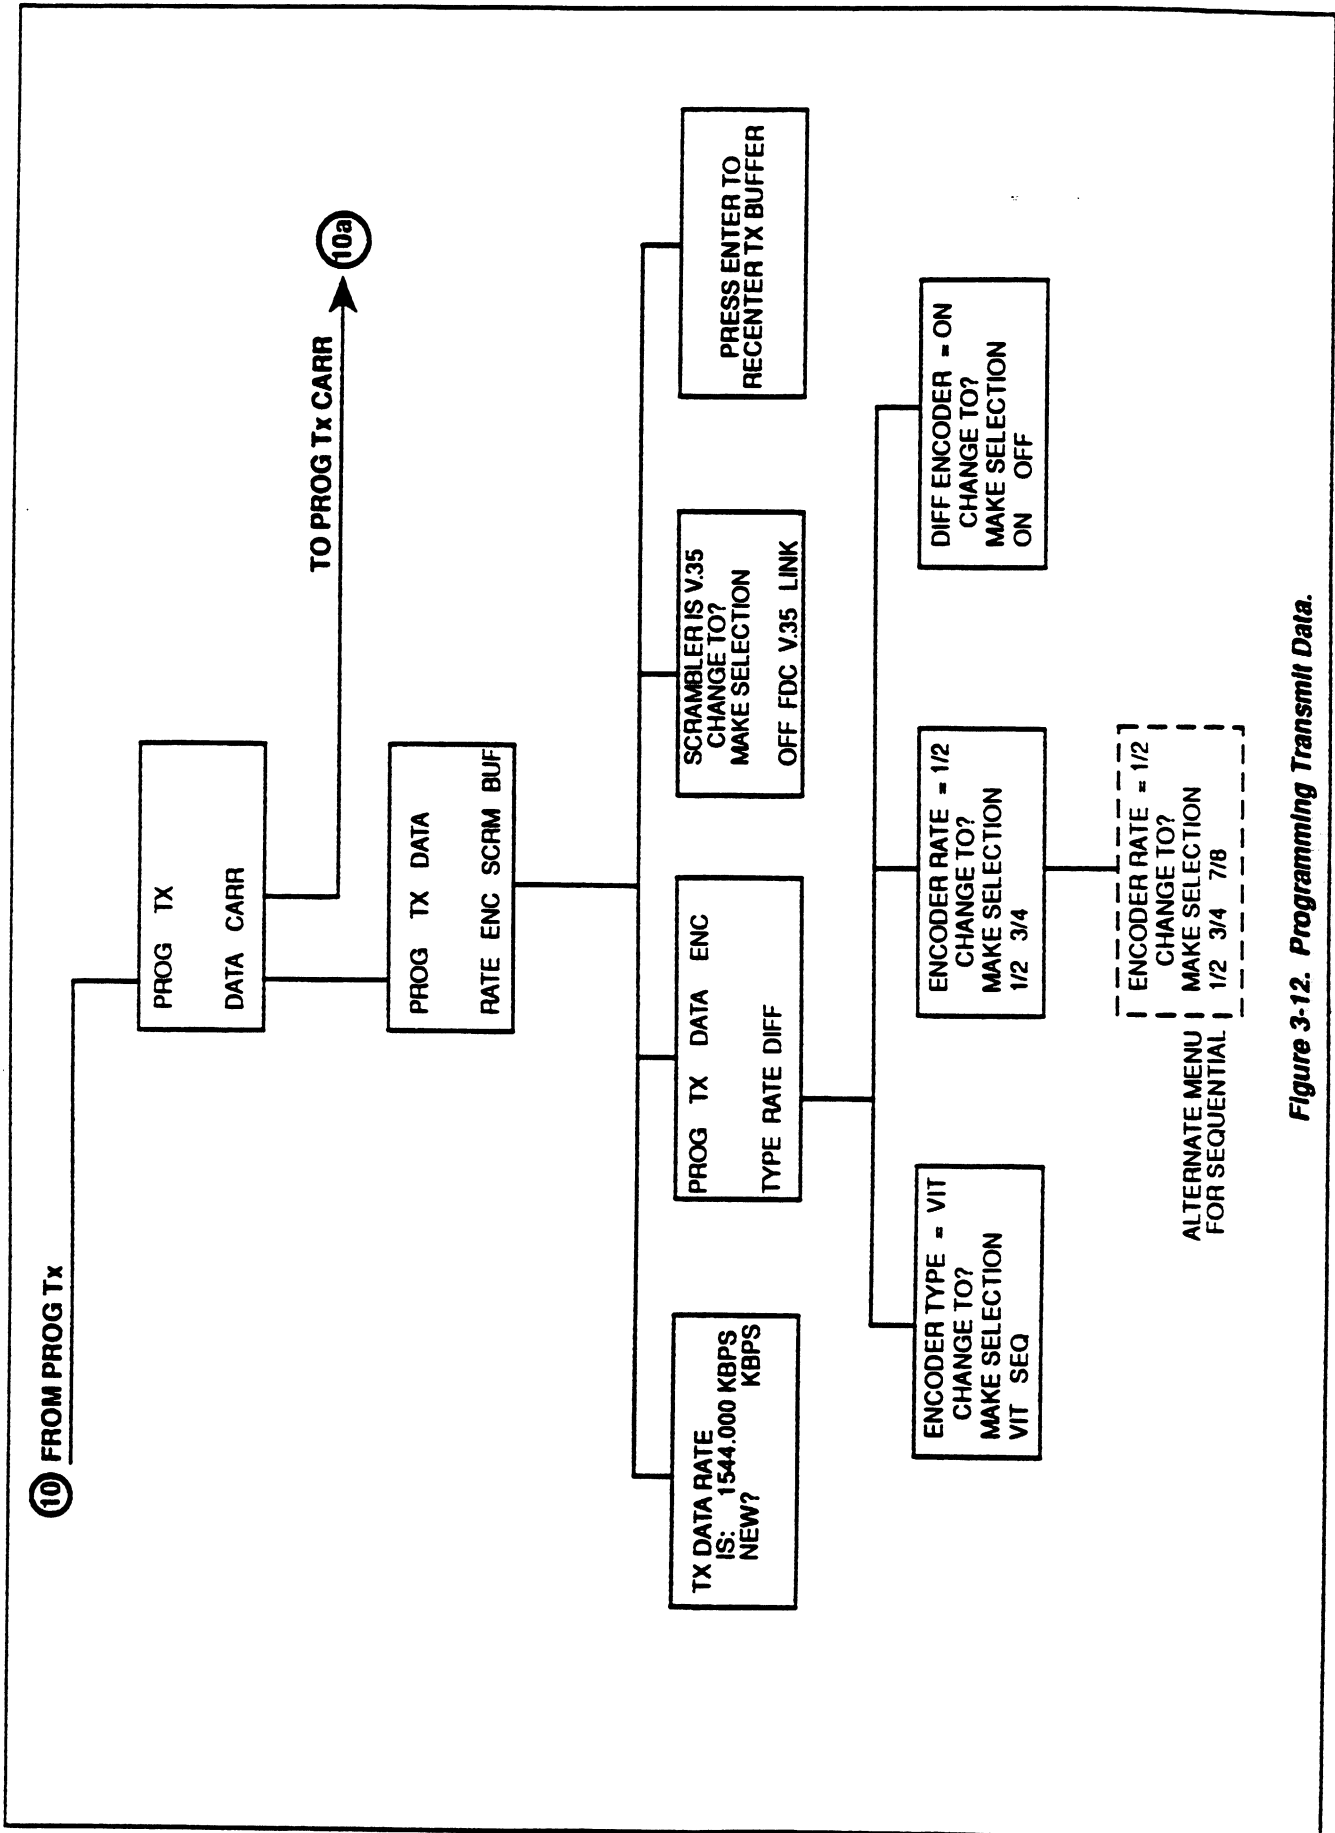 10 FROM PROG Tx
PROG TX
DATA CARR
TO PROG Tx CARR
10a
PROG TX DATA
RATE ENC SCRM BUF
TX DATA RATE
IS: 1544.000 KBPS
NEW? KBPS
PROG TX DATA ENC
TYPE RATE DIFF
SCRAMBLER IS V.35
CHANGE TO?
MAKE SELECTION
OFF FDC V.35 LINK
PRESS ENTER TO
RECENTER TX BUFFER
ENCODER TYPE = VIT
CHANGE TO?
MAKE SELECTION
VIT SEQ
ENCODER RATE = 1/2
CHANGE TO?
MAKE SELECTION
1/2 3/4
DIFF ENCODER = ON
CHANGE TO?
MAKE SELECTION
ON OFF
ALTERNATE MENU
FOR SEQUENTIAL
ENCODER RATE = 1/2
CHANGE TO?
MAKE SELECTION
1/2 3/4 7/8
Figure 3-12. Programming Transmit Data.